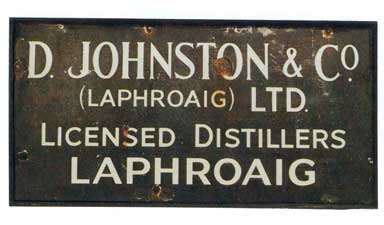 D. JOHNSTON & CO
(LAPHROAIG) LTD.
LICENSED DISTILLERS
LAPHROAIG